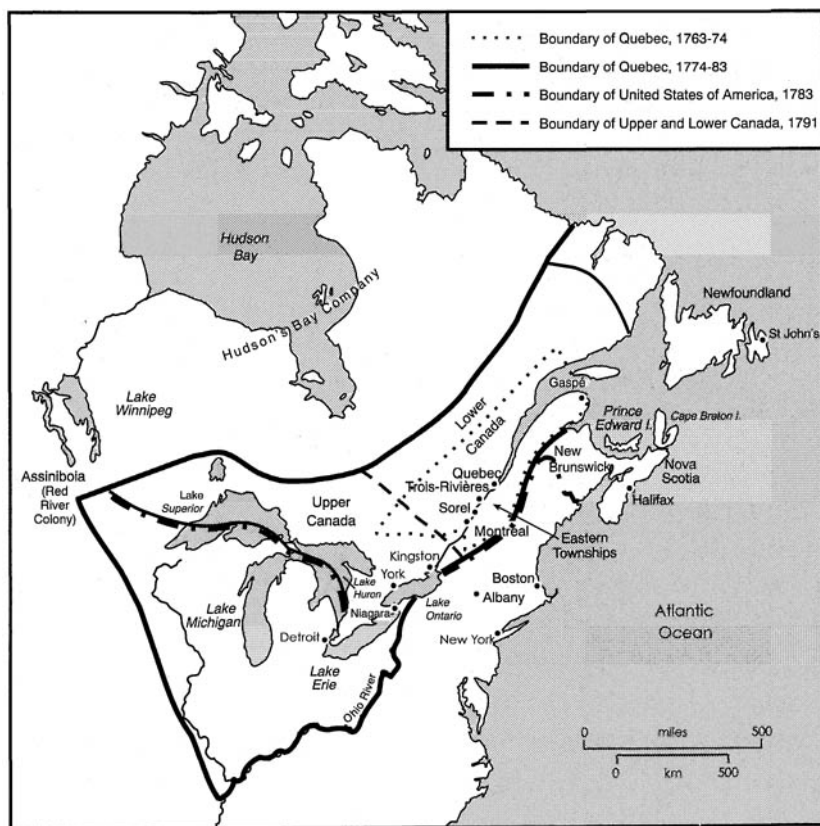 Boundary of Quebec, 1763-74
Boundary of Quebec, 1774-83
Boundary of United States of America, 1783
Boundary of Upper and Lower Canada, 1791
Hudson
Bay
Hudson's Bay Company
Newfoundland
St John's
Lake
Winnipeg
Gaspé
Lower
Canada
Prince
Edward I.
Cape Breton I.
Assiniboia
(Red
River
Colony)
Lake
Superior
Upper
Canada
Quebec
Trois-Rivières
Sorel
Montreal
New
Brunswick
Nova
Scotia
Halifax
Eastern
Townships
Kingston
York
Lake
Huron
Niagara
Lake
Ontario
Lake
Michigan
Detroit
Lake
Erie
Ohio River
Boston
Albany
New York
Atlantic
Ocean
0 miles 500
0 km 500